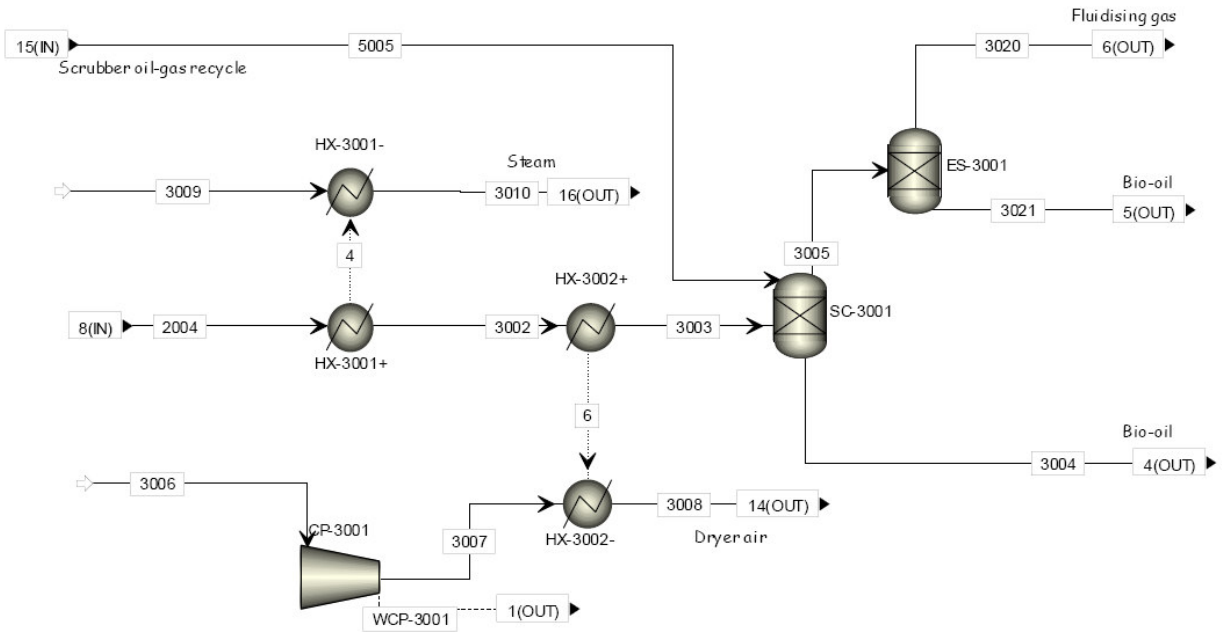 Fluidising gas
15(IN)
5005
3020
6(OUT)
Scrubber oil-gas recycle
HX-3001-
Steam
ES-3001
3009
3010
16(OUT)
Bio-oil
3021
5(OUT)
4
3005
HX-3002+
SC-3001
8(IN)
2004
3002
3003
HX-3001+
6
Bio-oil
3004
4(OUT)
3006
CP-3001
3008
14(OUT)
3007
HX-3002-
Dryer air
WCP-3001
1(OUT)